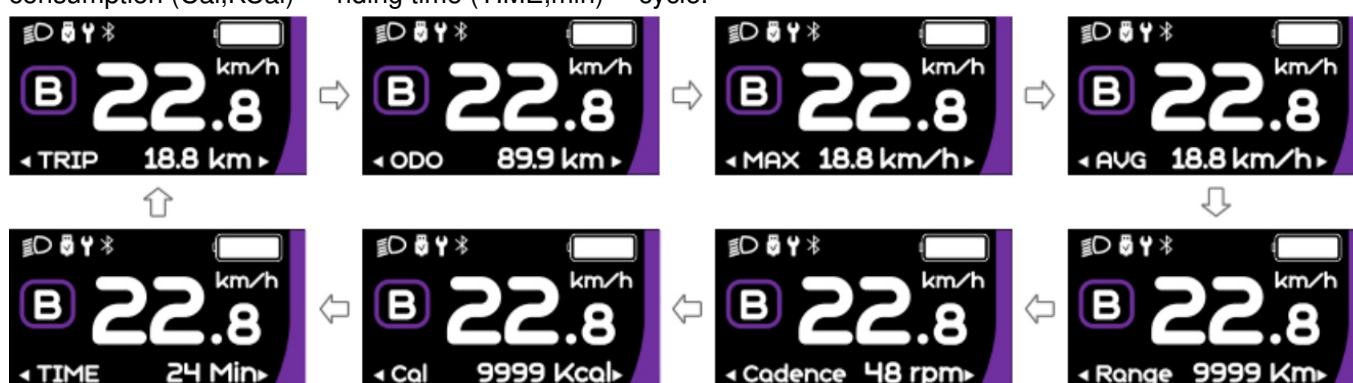 consumption (Cal,KCal) → riding time (TIME,min) → cycle.
km/h
B 22.8
TRIP 18.8 km
km/h
B 22.8
ODO 89.9 km
km/h
B 22.8
MAX 18.8 km/h
km/h
B 22.8
AVG 18.8 km/h
km/h
B 22.8
TIME 24 Min
km/h
B 22.8
Cal 9999 Kcal
km/h
B 22.8
Cadence 48 rpm
km/h
B 22.8
Range 9999 Km